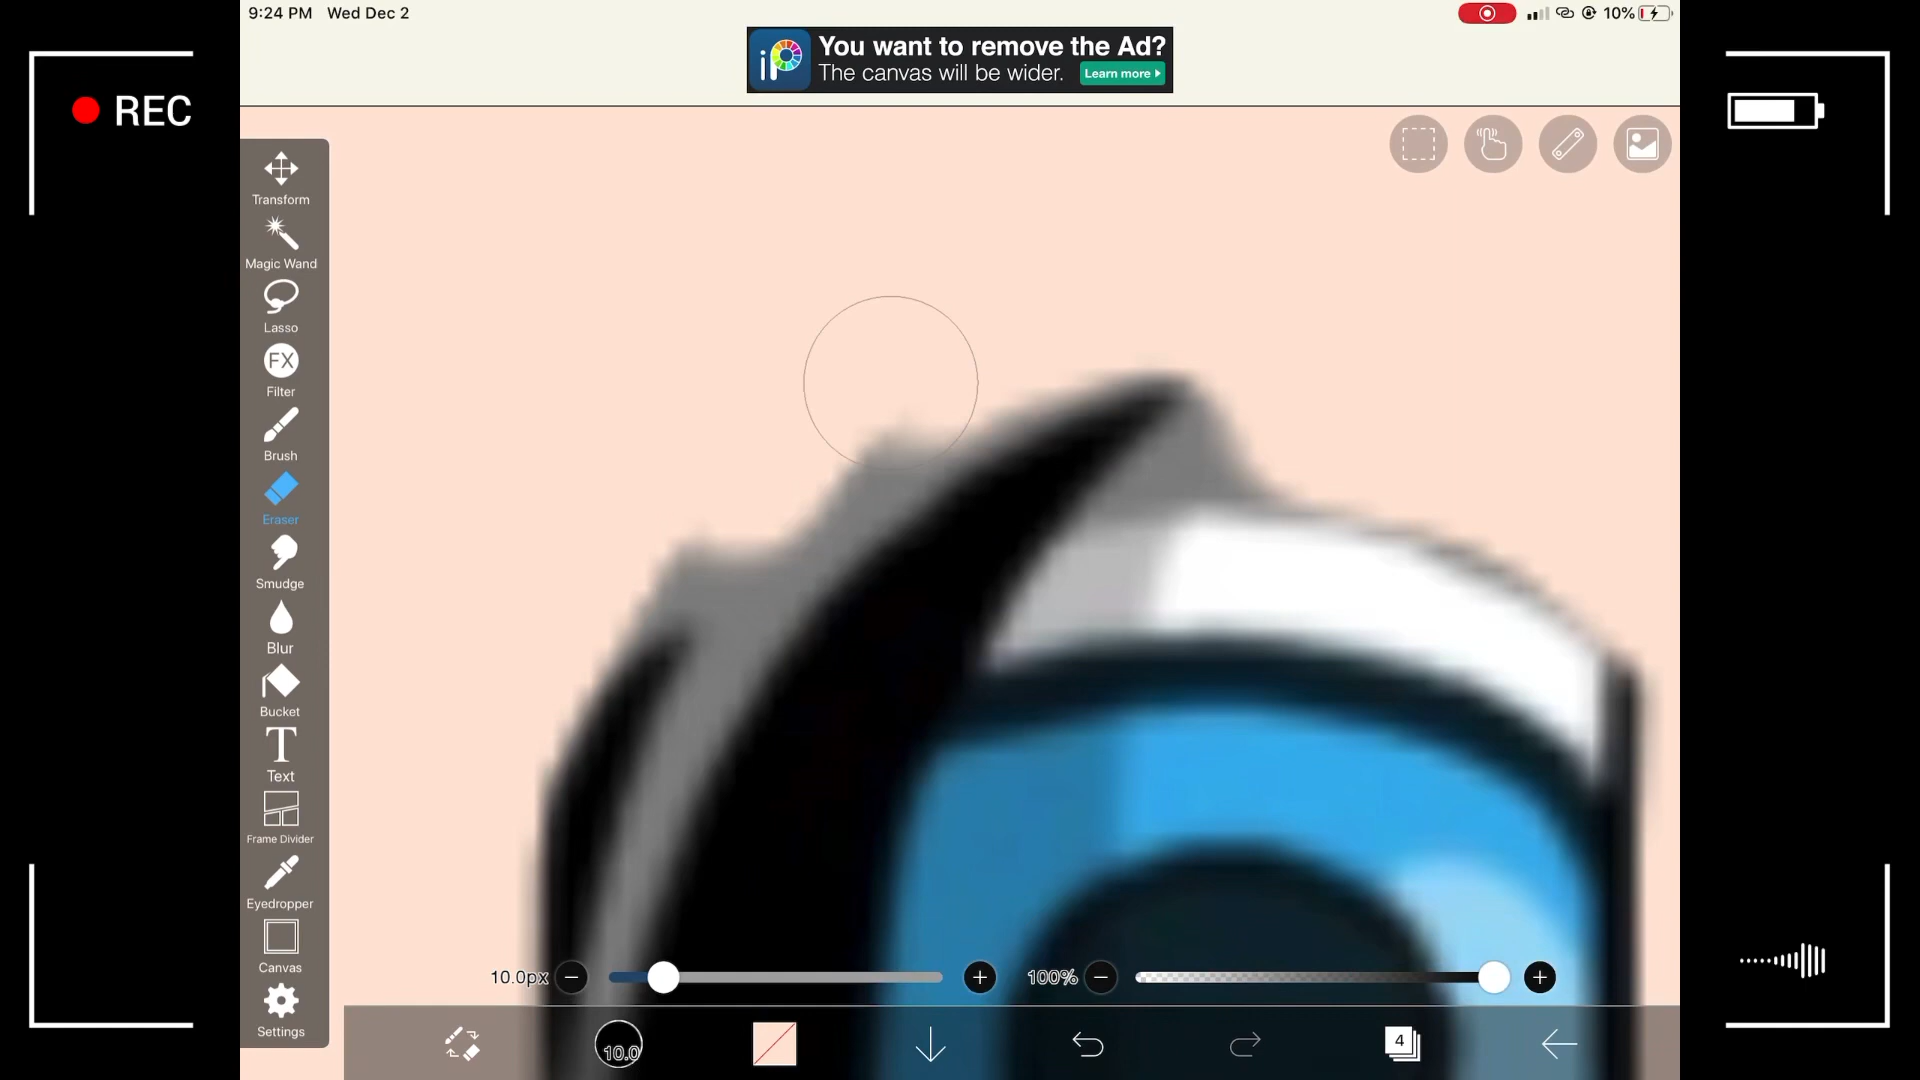 9:24 PM Wed Dec 2
10%
REC
iP
You want to remove the Ad?
The canvas will be wider.
Learn more
Transform
Magic Wand
Lasso
FX
Filter
Brush
Eraser
Smudge
Blur
Bucket
T
Text
Frame Divider
Eyedropper
Canvas
Settings
10.0px
100%
10.0
4